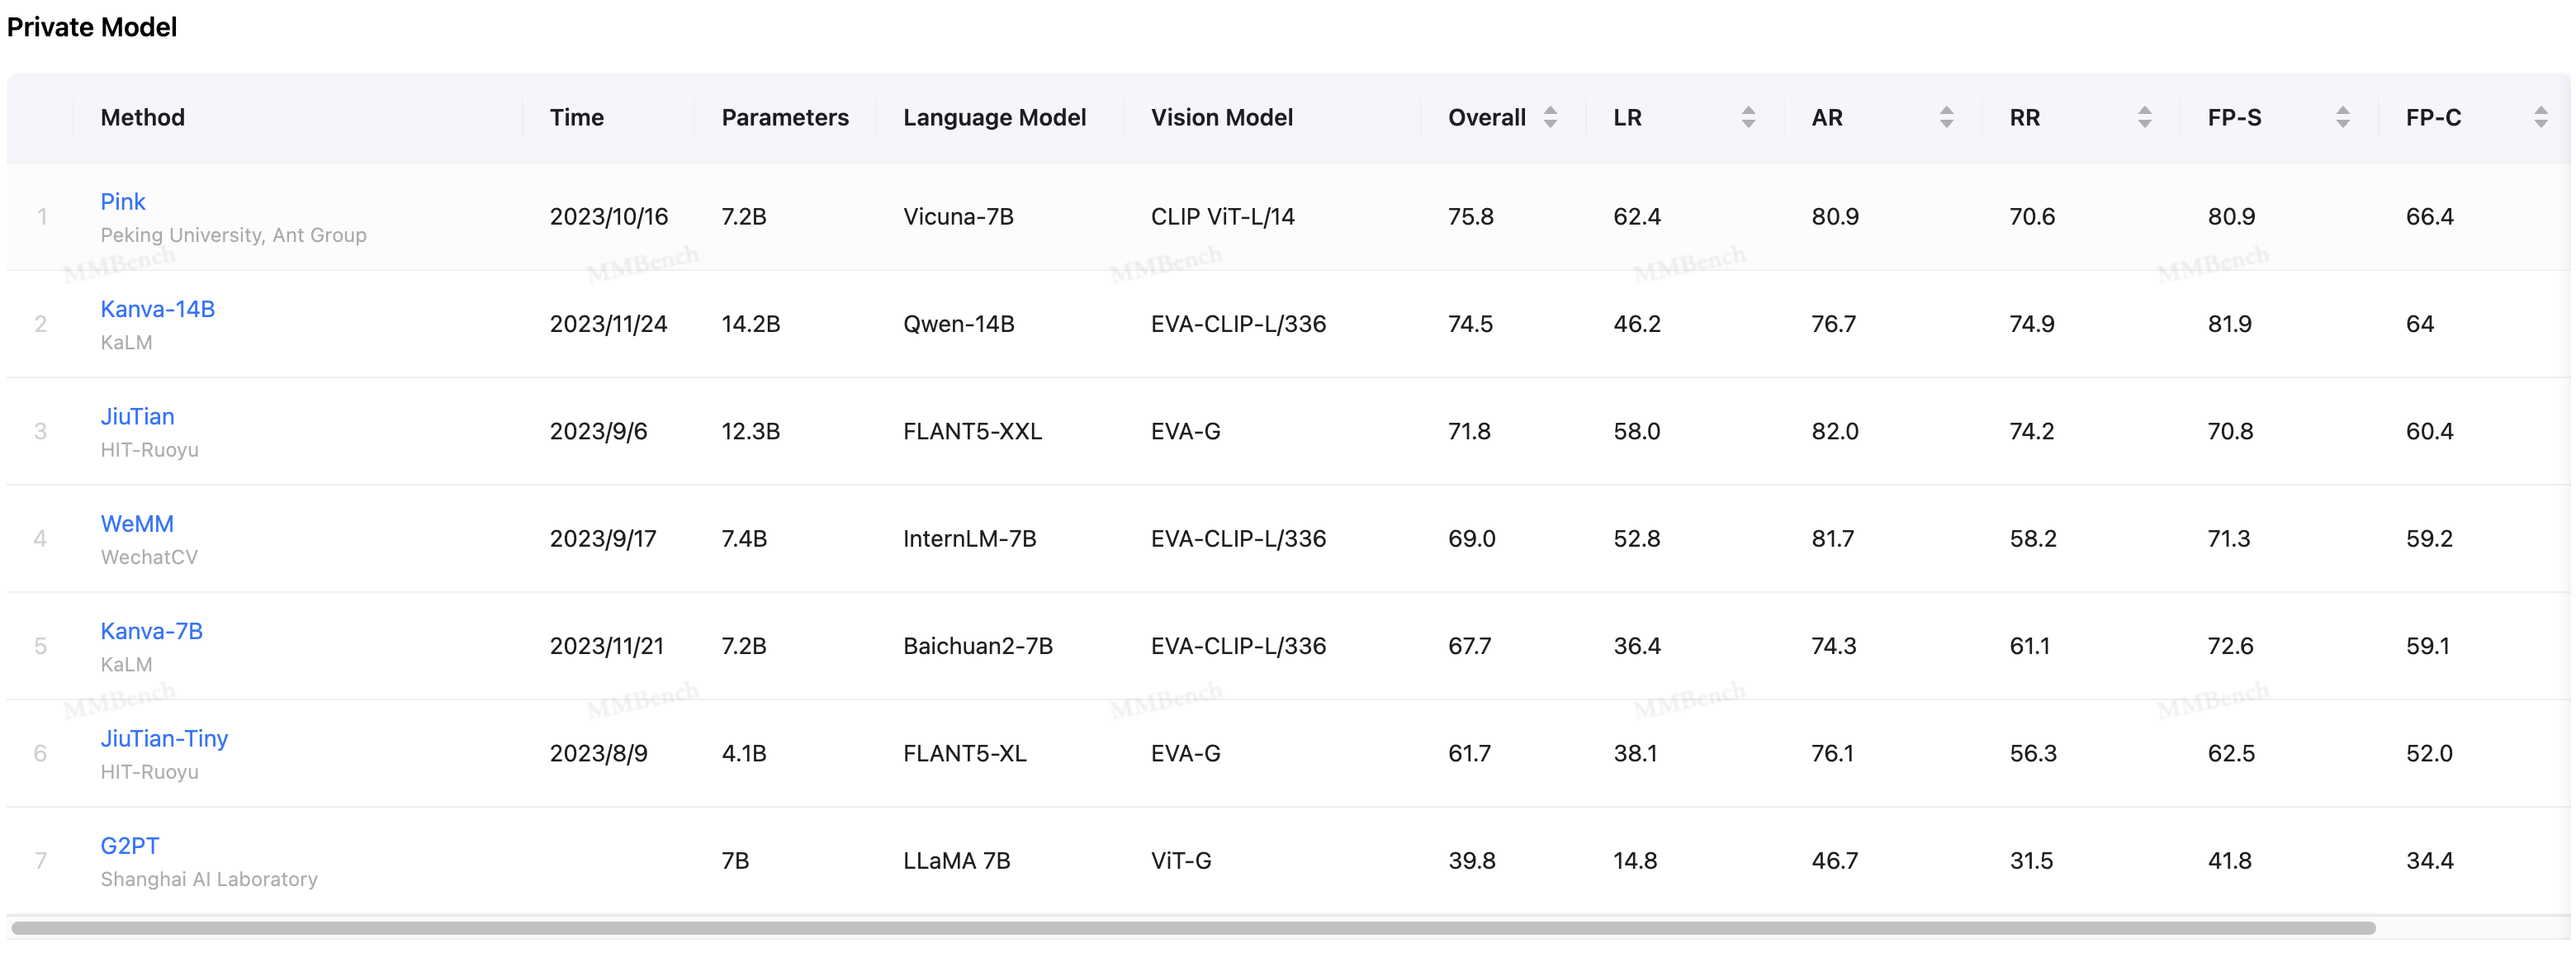 Private Model
Method Time Parameters Language Model Vision Model Overall LR AR RR FP-S FP-C
1 Pink 2023/10/16 7.2B Vicuna-7B CLIP ViT-L/14 75.8 62.4 80.9 70.6 80.9 66.4
Peking University, Ant Group
MMBench MMBench MMBench MMBench MMBench
2 Kanva-14B 2023/11/24 14.2B Qwen-14B EVA-CLIP-L/336 74.5 46.2 76.7 74.9 81.9 64
KaLM
3 JiuTian 2023/9/6 12.3B FLANT5-XXL EVA-G 71.8 58.0 82.0 74.2 70.8 60.4
HIT-Ruoyu
4 WeMM 2023/9/17 7.4B InternLM-7B EVA-CLIP-L/336 69.0 52.8 81.7 58.2 71.3 59.2
WechatCV
5 Kanva-7B 2023/11/21 7.2B Baichuan2-7B EVA-CLIP-L/336 67.7 36.4 74.3 61.1 72.6 59.1
KaLM
MMBench MMBench MMBench MMBench MMBench
6 JiuTian-Tiny 2023/8/9 4.1B FLANT5-XL EVA-G 61.7 38.1 76.1 56.3 62.5 52.0
HIT-Ruoyu
7 G2PT 7B LLaMA 7B ViT-G 39.8 14.8 46.7 31.5 41.8 34.4
Shanghai AI Laboratory